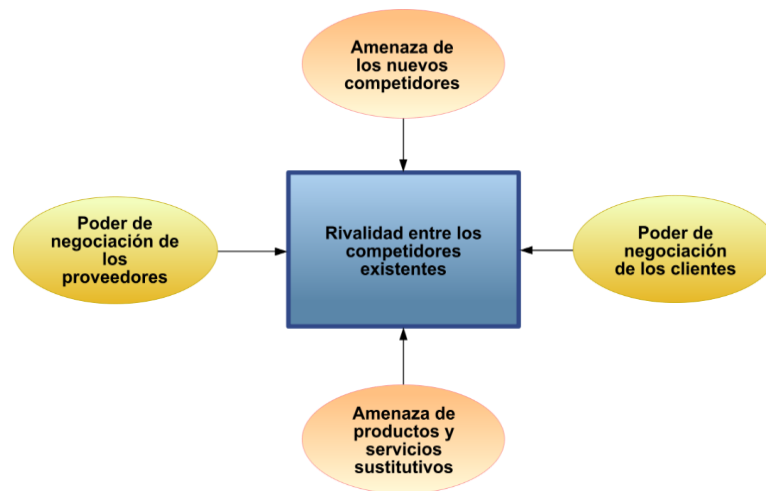 Amenaza de
los nuevos
competidores
Poder de
negociación de
los
proveedores
Rivalidad entre los
competidores
existentes
Poder de
negociación
de los clientes
Amenaza de
productos y
servicios
sustitutivos